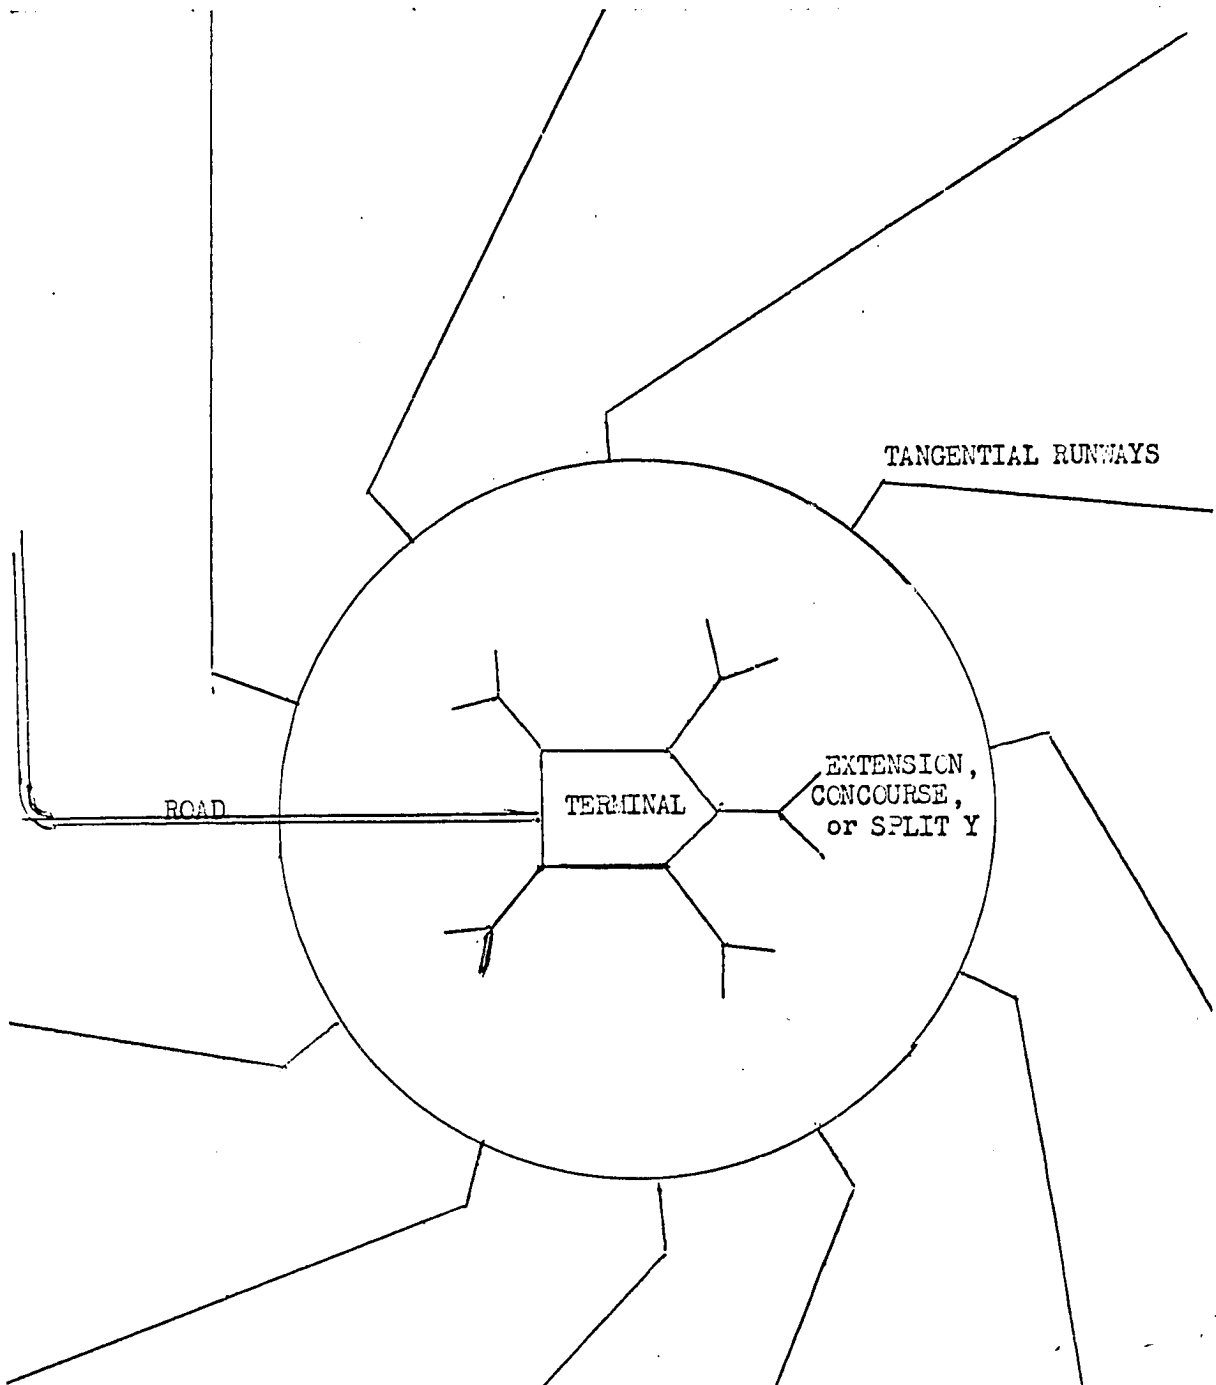 TANGENTIAL RUNWAYS
EXTENSION,
CONCOURSE,
or SPLIT Y
TERMINAL
ROAD